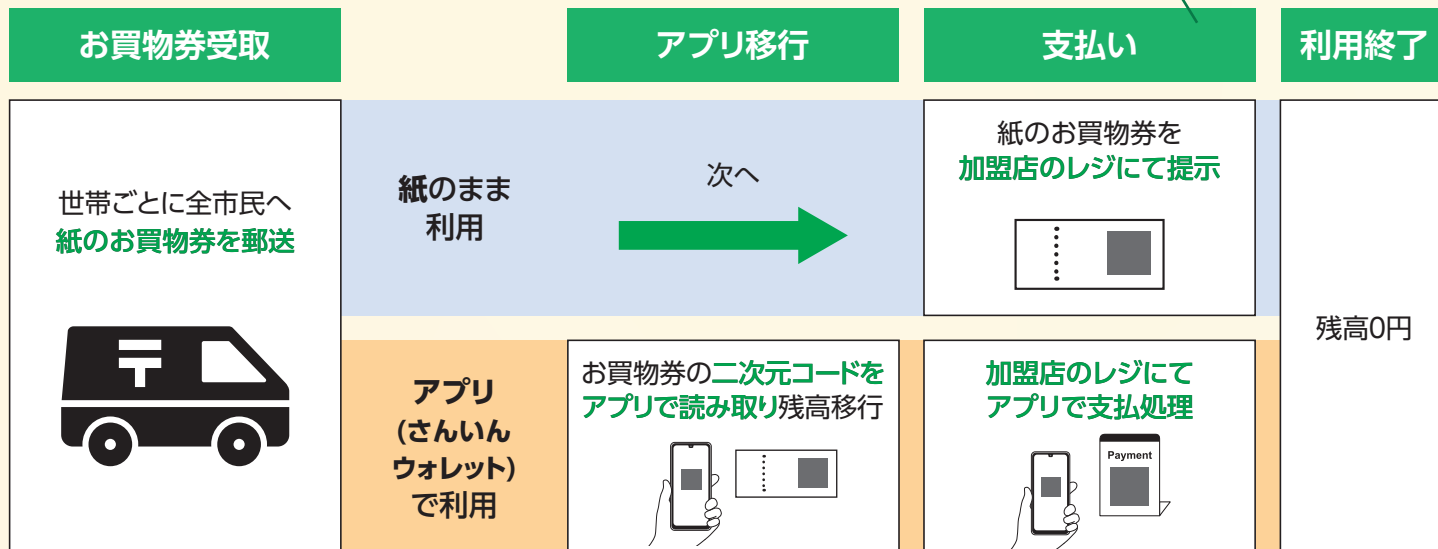 お買物券受取
アプリ移行
支払い
利用終了
世帯ごとに全市民へ
紙のお買物券を郵送
紙のまま
利用
次へ
紙のお買物券を
加盟店のレジにて提示
残高0円
アプリ
(さんいん
ウォレット)
で利用
お買物券の二次元コードを
アプリで読み取り残高移行
加盟店のレジにて
アプリで支払処理
Payment
〒